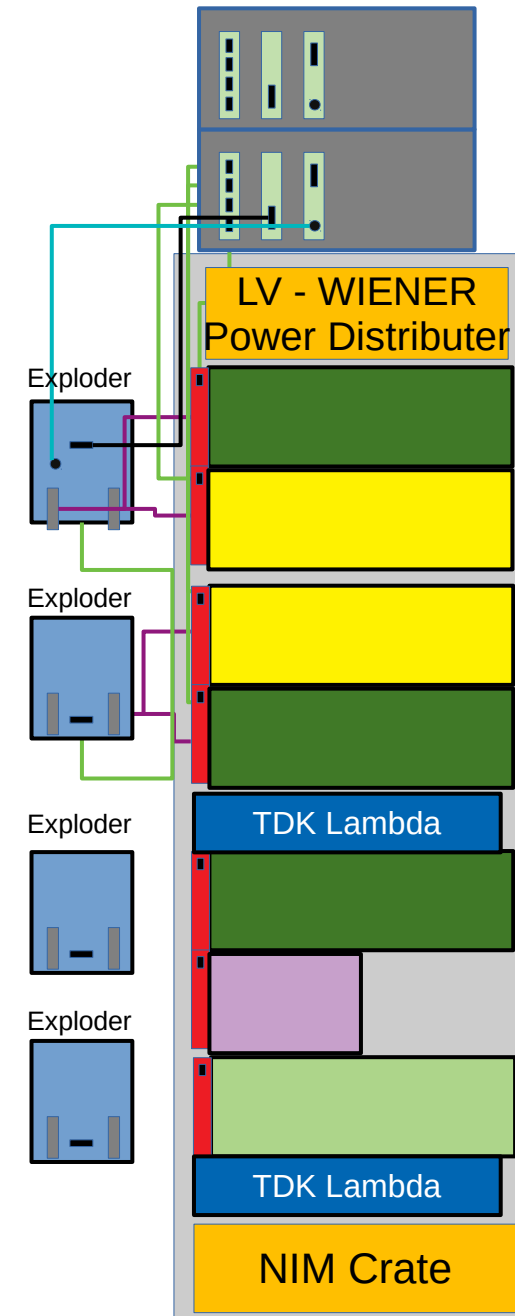 LV - WIENER
Power Distributer
Exploder
Exploder
TDK Lambda
Exploder
Exploder
TDK Lambda
NIM Crate